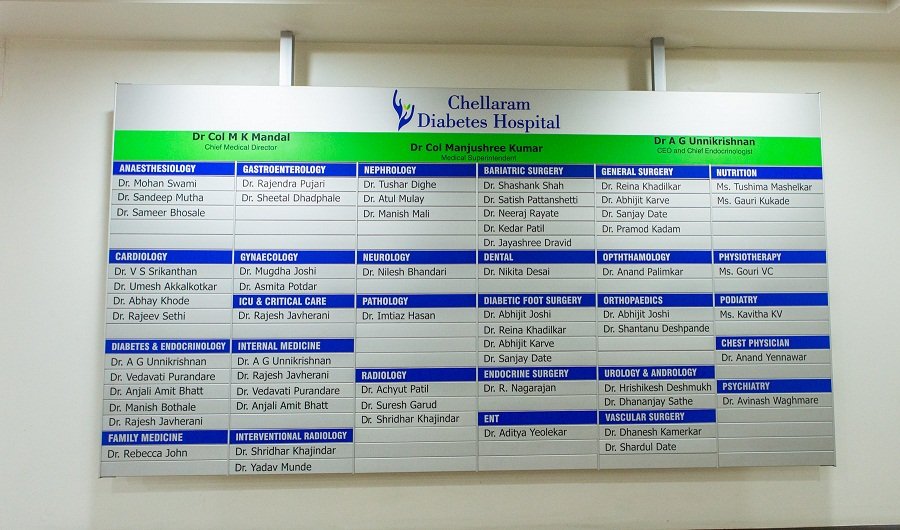 Chellaram
Diabetes Hospital
Dr Col M K Mandal
Chief Medical Director
Dr Col Manjushree Kumar
Medical Superintendent
Dr A G Unnikrishnan
CEO and Chief Endocrinologist
ANAESTHESIOLOGY
Dr. Mohan Swami
Dr. Sandeep Mutha
Dr. Sameer Bhosale
CARDIOLOGY
Dr. V S Srikanthan
Dr. Umesh Akkalkotkar
Dr. Abhay Khode
Dr. Rajeev Sethi
DIABETES & ENDOCRINOLOGY
Dr. A G Unnikrishnan
Dr. Vedavati Purandare
Dr. Anjali Amit Bhatt
Dr. Manish Bothale
Dr. Rajesh Javherani
FAMILY MEDICINE
Dr. Rebecca John
GASTROENTEROLOGY
Dr. Rajendra Pujari
Dr. Sheetal Dhadphale
GYNAECOLOGY
Dr. Mugdha Joshi
Dr. Asmita Potdar
ICU & CRITICAL CARE
Dr. Rajesh Javherani
INTERNAL MEDICINE
Dr. A G Unnikrishnan
Dr. Rajesh Javherani
Dr. Vedavati Purandare
Dr. Anjali Amit Bhatt
INTERVENTIONAL RADIOLOGY
Dr. Shridhar Khajindar
Dr. Yadav Munde
NEPHROLOGY
Dr. Tushar Dighe
Dr. Atul Mulay
Dr. Manish Mali
NEUROLOGY
Dr. Nilesh Bhandari
PATHOLOGY
Dr. Imtiaz Hasan
RADIOLOGY
Dr. Achyut Patil
Dr. Suresh Garud
Dr. Shridhar Khajindar
BARIATRIC SURGERY
Dr. Shashank Shah
Dr. Satish Pattanshetti
Dr. Neeraj Rayate
Dr. Kedar Patil
Dr. Jayashree Dravid
DENTAL
Dr. Nikita Desai
DIABETIC FOOT SURGERY
Dr. Abhijit Joshi
Dr. Reina Khadilkar
Dr. Abhijit Karve
Dr. Sanjay Date
ENDOCRINE SURGERY
Dr. R. Nagarajan
ENT
Dr. Aditya Yeolekar
GENERAL SURGERY
Dr. Reina Khadilkar
Dr. Abhijit Karve
Dr. Sanjay Date
Dr. Pramod Kadam
OPTHTHAMOLOGY
Dr. Anand Palimkar
ORTHOPAEDICS
Dr. Abhijit Joshi
Dr. Shantanu Deshpande
UROLOGY & ANDROLOGY
Dr. Hrishikesh Deshmukh
Dr. Dhananjay Sathe
VASCULAR SURGERY
Dr. Dhanesh Kamerkar
Dr. Shardul Date
NUTRITION
Ms. Tushima Mashelkar
Ms. Gauri Kukade
PHYSIOTHERAPY
Ms. Gouri VC
PODIATRY
Ms. Kavitha KV
CHEST PHYSICIAN
Dr. Anand Yennawar
PSYCHIATRY
Dr. Avinash Waghmare